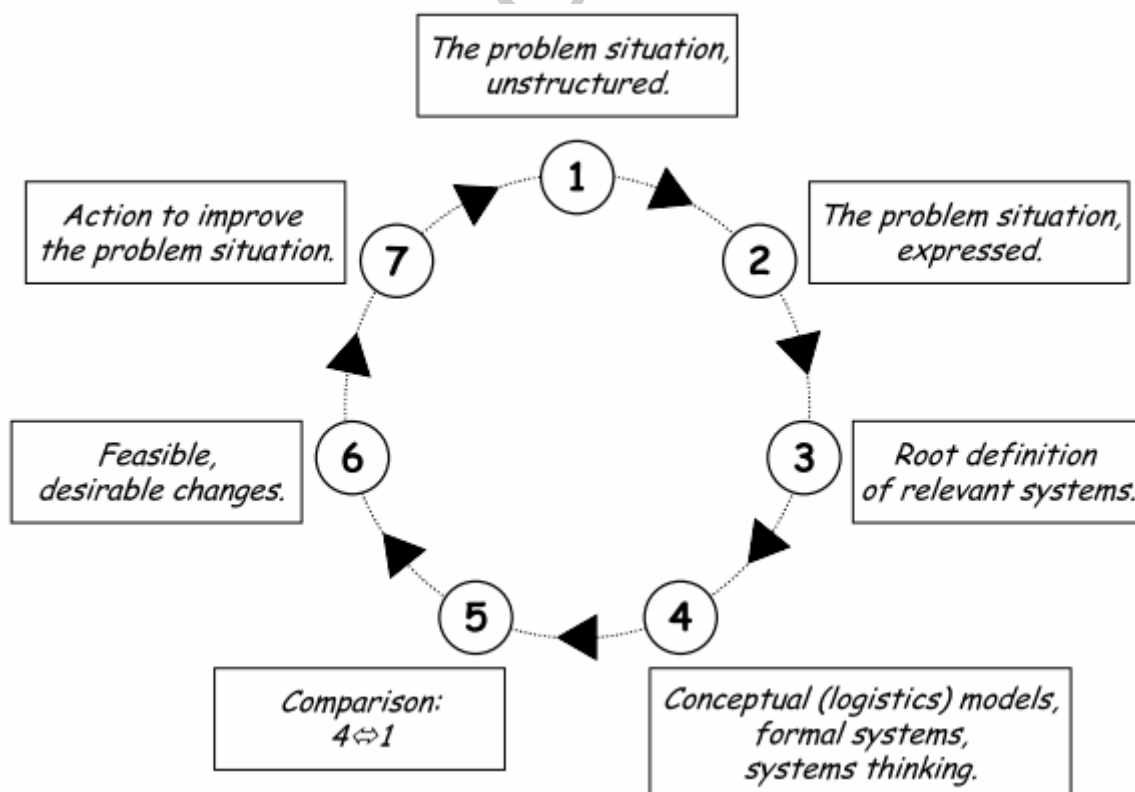 The problem situation,
unstructured.
1
2
The problem situation,
expressed.
3
Root definition
of relevant systems.
4
Conceptual (logistics) models,
formal systems,
systems thinking.
5
Comparison:
4⇔1
6
Feasible,
desirable changes.
7
Action to improve
the problem situation.